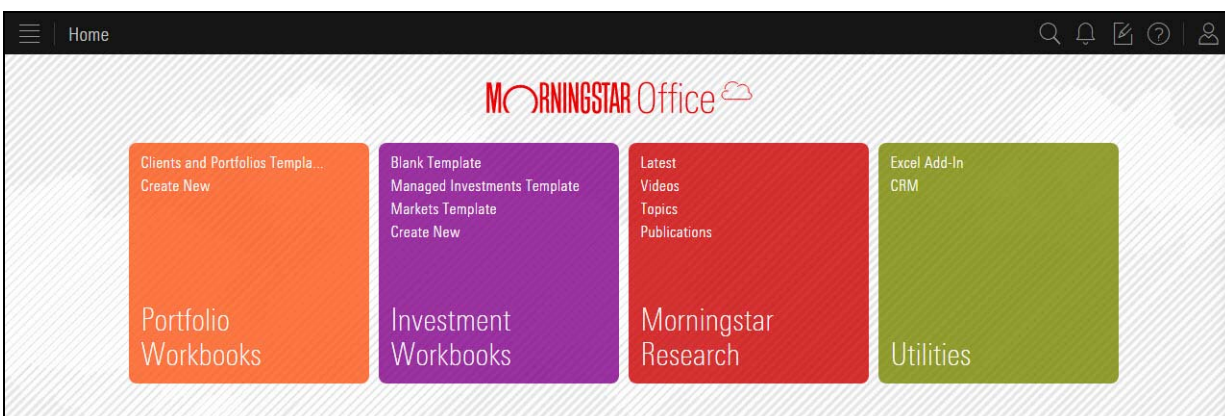 Home
MORNINGSTAR Office
Clients and Portfolios Templa...
Create New
Portfolio
Workbooks
Blank Template
Managed Investments Template
Markets Template
Create New
Investment
Workbooks
Latest
Videos
Topics
Publications
Morningstar
Research
Excel Add-In
CRM
Utilities